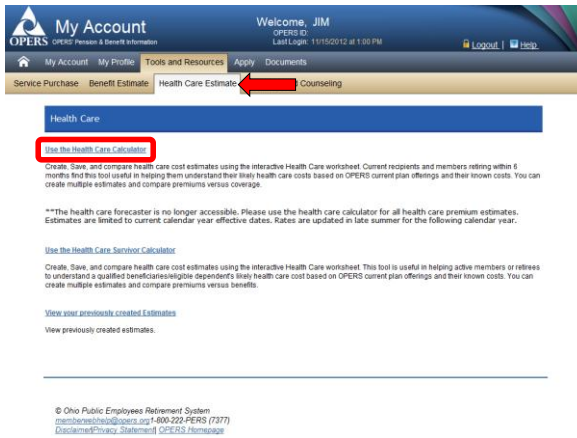 My Account
OPERS OPERS' Pension & Benefit Information
Welcome, JIM
OPERS ID:
Last Login: 11/15/2012 at 1:00 PM
Logout | Help
My Account My Profile Tools and Resources Apply Documents
Service Purchase Benefit Estimate Health Care Estimate Counseling
Health Care
Use the Health Care Calculator
Create, Save, and compare health care cost estimates using the interactive Health Care worksheet. Current recipients and members retiring within 6
months find this tool useful in helping them understand their likely health care costs based on OPERS current plan offerings and their known costs. You can
create multiple estimates and compare premiums versus coverage.
**The health care forecaster is no longer accessible. Please use the health care calculator for all health care premium estimates.
Estimates are limited to current calendar year effective dates. Rates are updated in late summer for the following calendar year.
Use the Health Care Survivor Calculator
Create, Save, and compare health care cost estimates using the interactive Health Care worksheet. This tool is useful in helping active members or retirees
to understand a qualified beneficiaries/eligible dependent's likely health care cost based on OPERS current plan offerings and their known costs. You can
create multiple estimates and compare premiums versus benefits.
View your previously created Estimates
View previously created estimates.
© Ohio Public Employees Retirement System
memberwebhelp@opers.org 1-800-222-PERS (7377)
Disclaimer|Privacy Statement| OPERS Homepage